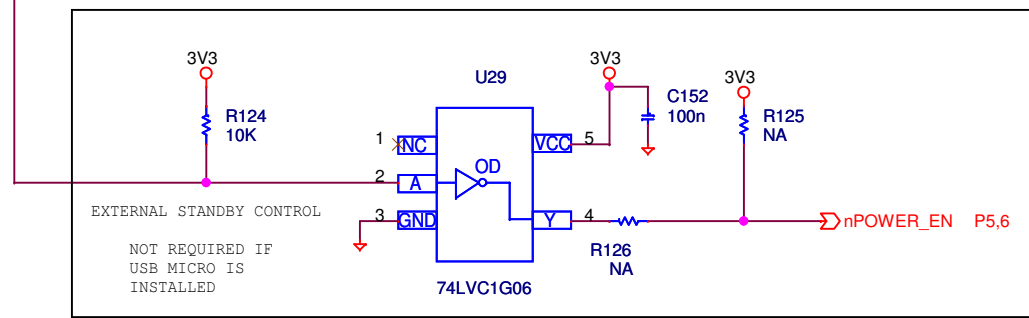 3V3
R124
10K
U29
3V3
C152
100n
3V3
R125
NA
1
NC
VCC
5
OD
2
A
EXTERNAL STANDBY CONTROL
3
GND
Y
4
nPOWER_EN P5,6
NOT REQUIRED IF
USB MICRO IS
INSTALLED
R126
NA
74LVC1G06